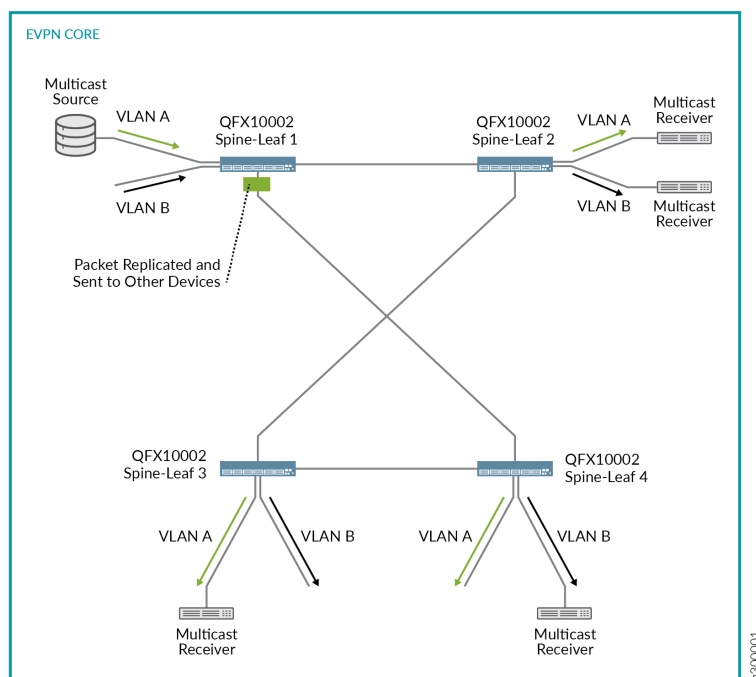 EVPN CORE
Multicast
Source
VLAN A
QFX10002
Spine-Leaf 1
QFX10002
Spine-Leaf 2
VLAN A
Multicast
Receiver
VLAN B
VLAN B
Multicast
Receiver
Packet Replicated and
Sent to Other Devices
QFX10002
Spine-Leaf 3
QFX10002
Spine-Leaf 4
VLAN A
VLAN B
VLAN A
VLAN B
Multicast
Receiver
Multicast
Receiver